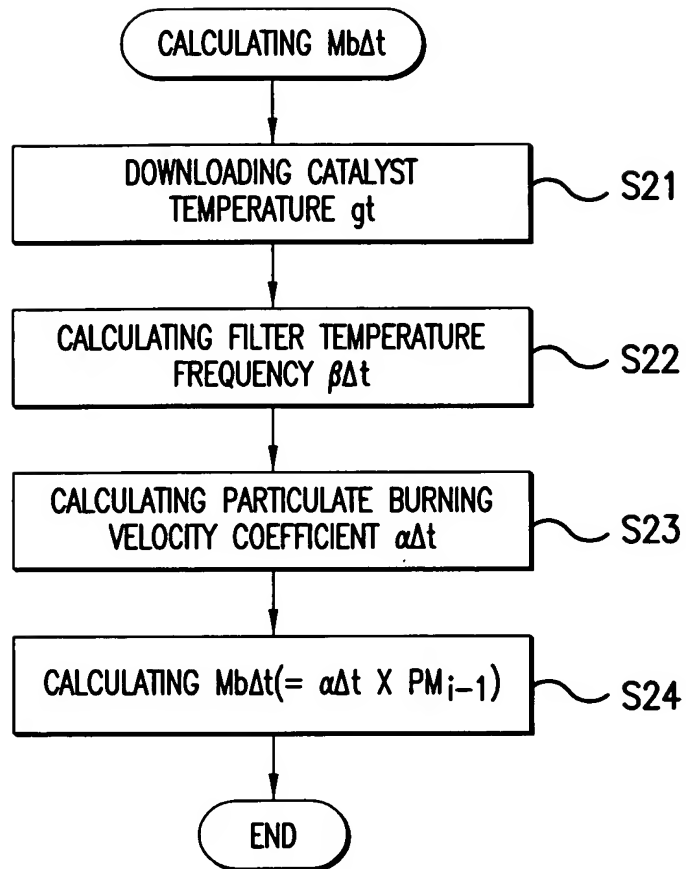 CALCULATING MbΔt
DOWNLOADING CATALYST
TEMPERATURE gt
S21
CALCULATING FILTER TEMPERATURE
FREQUENCY βΔt
S22
CALCULATING PARTICULATE BURNING
VELOCITY COEFFICIENT αΔt
S23
CALCULATING MbΔt(= αΔt X PMi-1)
S24
END